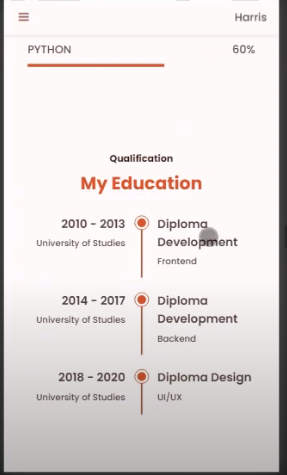 Harris
PYTHON 60%
Qualification
My Education
2010 - 2013 Diploma
Development
University of Studies
Frontend
2014 - 2017 Diploma
Development
University of Studies
Backend
2018 - 2020 Diploma Design
University of Studies UI/UX